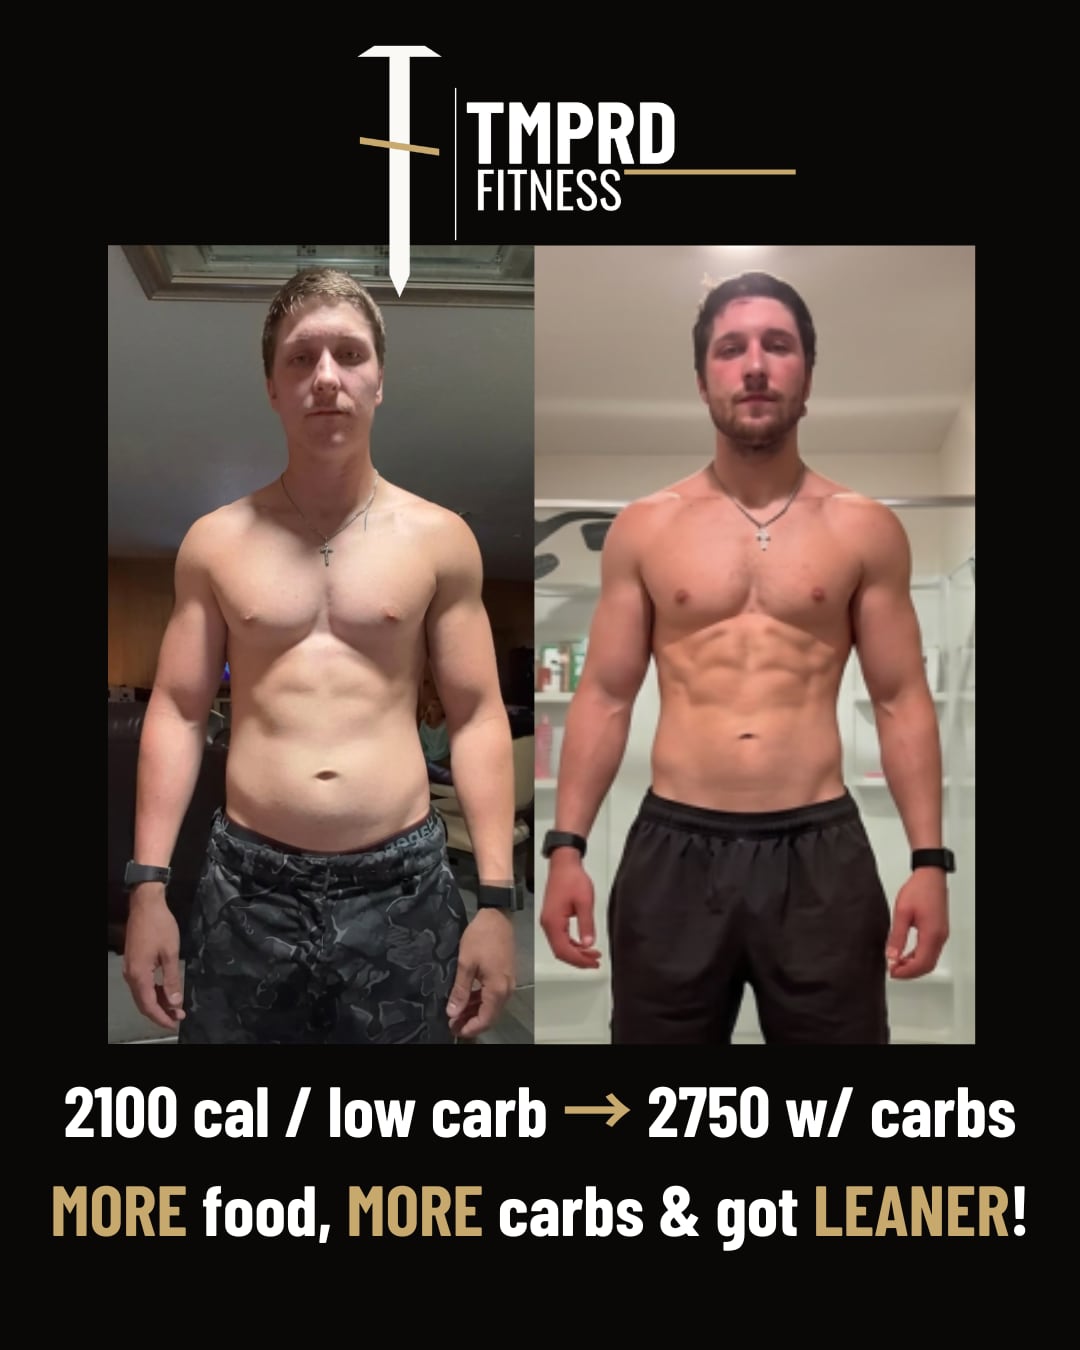 TMPRD
FITNESS
2100 cal / low carb → 2750 w/ carbs
MORE food, MORE carbs & got LEANER!